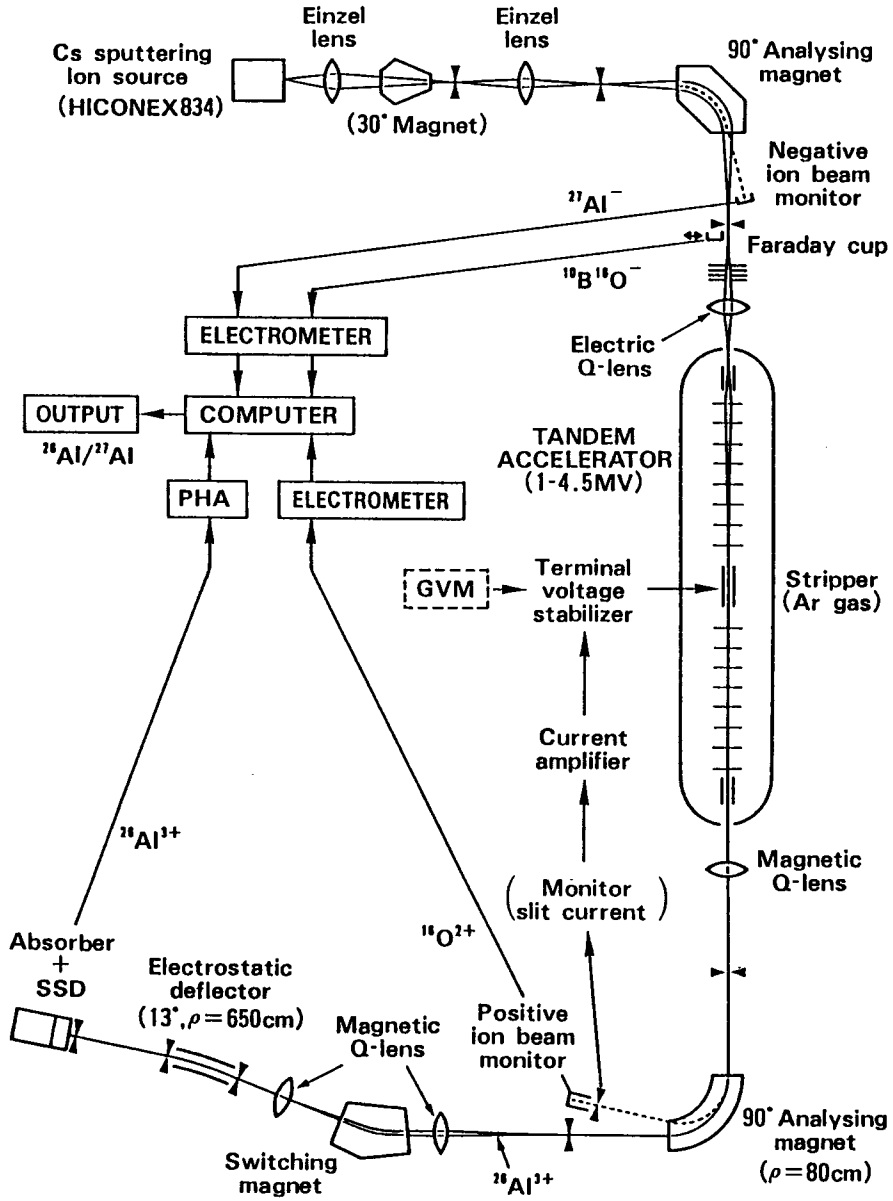 Einzel
lens
Einzel
lens
Cs sputtering
Ion source
(HICONEX834)
(30° Magnet)
90° Analysing
magnet
Negative
ion beam
monitor
²⁷Al⁻
Faraday cup
¹⁰B¹⁶O⁻
ELECTROMETER
Electric
Q-lens
OUTPUT
COMPUTER
²⁶Al/²⁷Al
TANDEM
ACCELERATOR
(1-4.5MV)
PHA
ELECTROMETER
GVM
Terminal
voltage
stabilizer
Stripper
(Ar gas)
Current
amplifier
²⁶Al³⁺
Magnetic
Q-lens
(Monitor
slit current)
¹⁶O²⁺
Absorber
+
SSD
Electrostatic
deflector
(13°, ρ=650cm)
Magnetic
Q-lens
Positive
ion beam
monitor
Switching
magnet
²⁶Al³⁺
90° Analysing
magnet
(ρ=80cm)